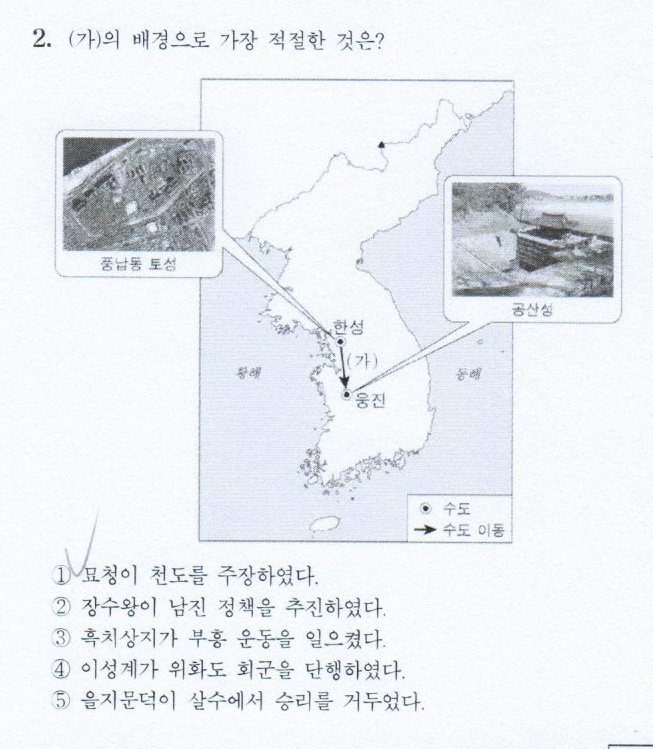 2. (가)의 배경으로 가장 적절한 것은?
풍납동 토성
공산성
한성
(가)
황해
동해
웅진
수도
수도 이동
① 묘청이 천도를 주장하였다.
② 장수왕이 남진 정책을 추진하였다.
③ 흑치상지가 부흥 운동을 일으켰다.
④ 이성계가 위화도 회군을 단행하였다.
⑤ 을지문덕이 살수에서 승리를 거두었다.